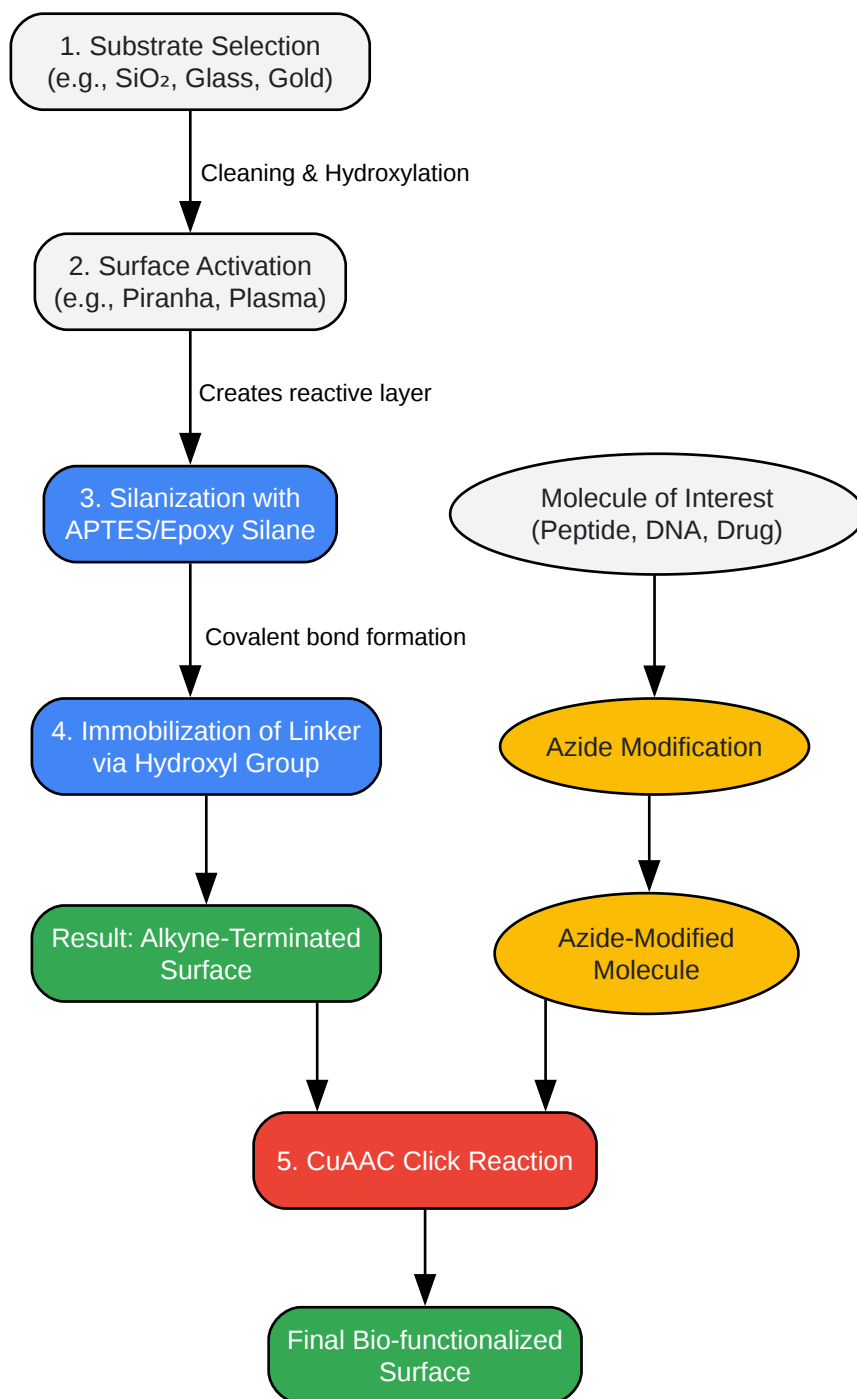 1. Substrate Selection
(e.g., SiO₂, Glass, Gold)
Cleaning & Hydroxylation
2. Surface Activation
(e.g., Piranha, Plasma)
Creates reactive layer
3. Silanization with
APTES/Epoxy Silane
Molecule of Interest
(Peptide, DNA, Drug)
Covalent bond formation
4. Immobilization of Linker
via Hydroxyl Group
Azide Modification
Result: Alkyne-Terminated
Surface
Azide-Modified
Molecule
5. CuAAC Click Reaction
Final Bio-functionalized
Surface